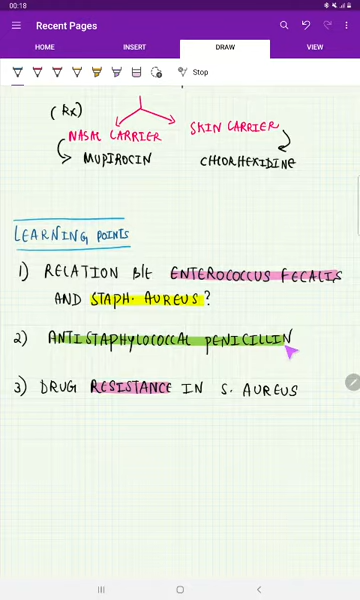 00:18
Recent Pages
HOME INSERT DRAW VIEW
Stop
(Rx)
NASAL CARRIER SKIN CARRIER
MUPIROCIN CHLORHEXIDINE
LEARNING POINTS
1) RELATION b/t ENTEROCOCCUS FECALIS
AND STAPH. AUREUS?
2) ANTISTAPHYLOCOCCAL PENICILLIN
3) DRUG RESISTANCE IN S. AUREUS